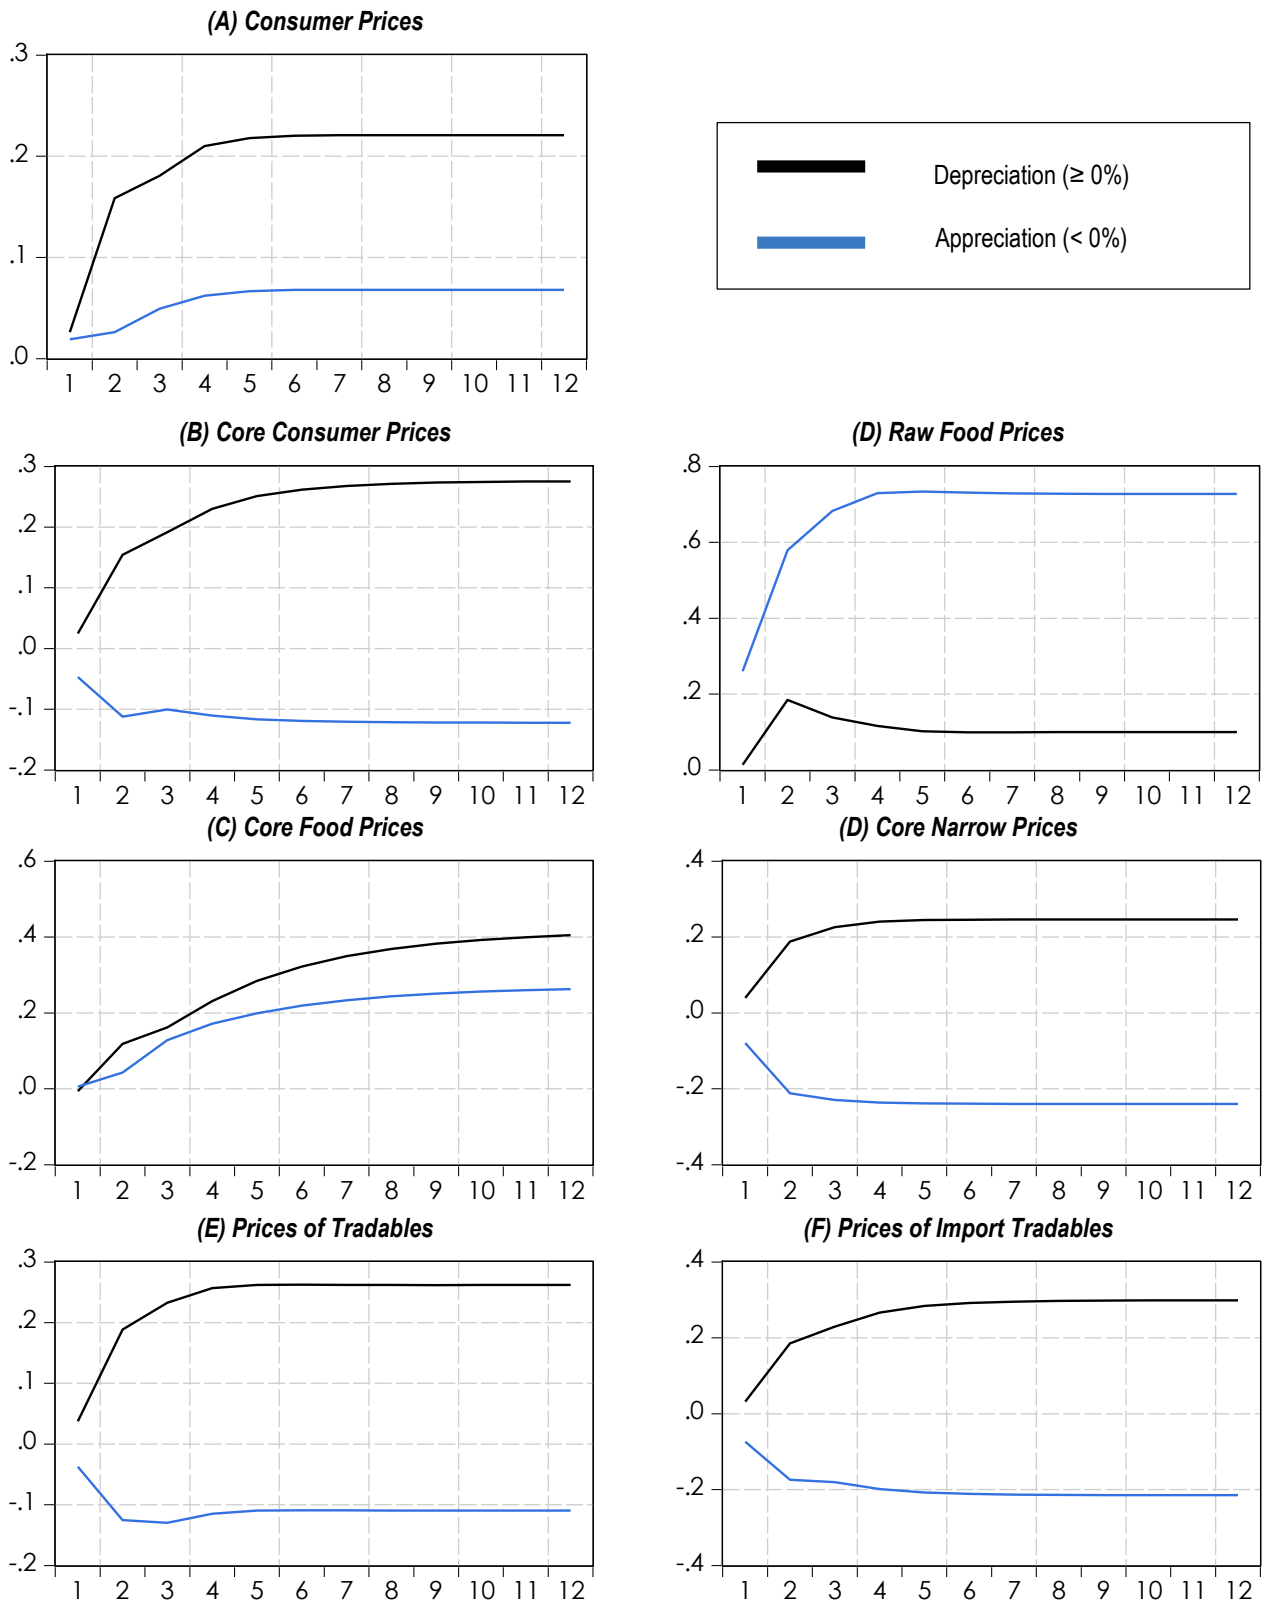 (A) Consumer Prices
.3
.2
.1
.0
1 2 3 4 5 6 7 8 9 10 11 12
Depreciation (≥ 0%)
Appreciation (< 0%)
(B) Core Consumer Prices
.3
.2
.1
.0
-.1
-.2
1 2 3 4 5 6 7 8 9 10 11 12
(D) Raw Food Prices
.8
.6
.4
.2
.0
1 2 3 4 5 6 7 8 9 10 11 12
(C) Core Food Prices
.6
.4
.2
.0
-.2
1 2 3 4 5 6 7 8 9 10 11 12
(D) Core Narrow Prices
.4
.2
.0
-.2
-.4
1 2 3 4 5 6 7 8 9 10 11 12
(E) Prices of Tradables
.3
.2
.1
.0
-.1
-.2
1 2 3 4 5 6 7 8 9 10 11 12
(F) Prices of Import Tradables
.4
.2
.0
-.2
-.4
1 2 3 4 5 6 7 8 9 10 11 12